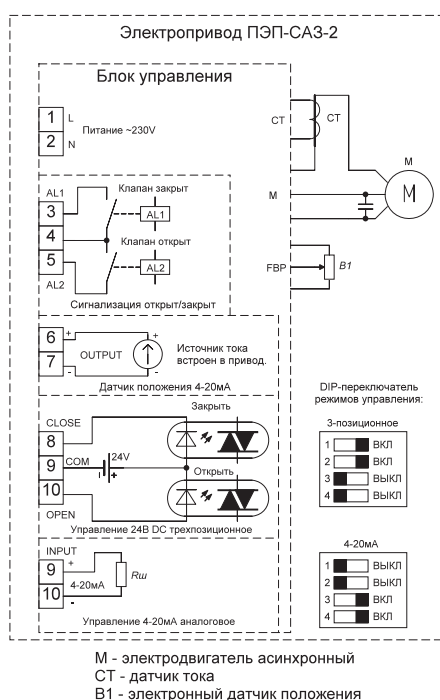 Электропривод ПЭП-СА3-2
Блок управления
1 L
2 N
Питание ~230V
СТ
СТ
М
М
М
FBP
В1
AL1
3
4
5
AL2
Клапан закрыт
AL1
Клапан открыт
AL2
Сигнализация открыт/закрыт
6 +
7 -
OUTPUT
+
-
Источник тока
встроен в привод.
Датчик положения 4-20мА
CLOSE
8
9 COM
10
OPEN
24V
+
Закрыть
Открыть
Управление 24В DC трехпозиционное
INPUT
9 +
4-20мА
10 -
Rш
Управление 4-20мА аналоговое
DIP-переключатель
режимов управления:
3-позиционное
1 ВКЛ
2 ВКЛ
3 ВЫКЛ
4 ВЫКЛ
4-20мА
1 ВЫКЛ
2 ВЫКЛ
3 ВКЛ
4 ВКЛ
М - электродвигатель асинхронный
СТ - датчик тока
В1 - электронный датчик положения